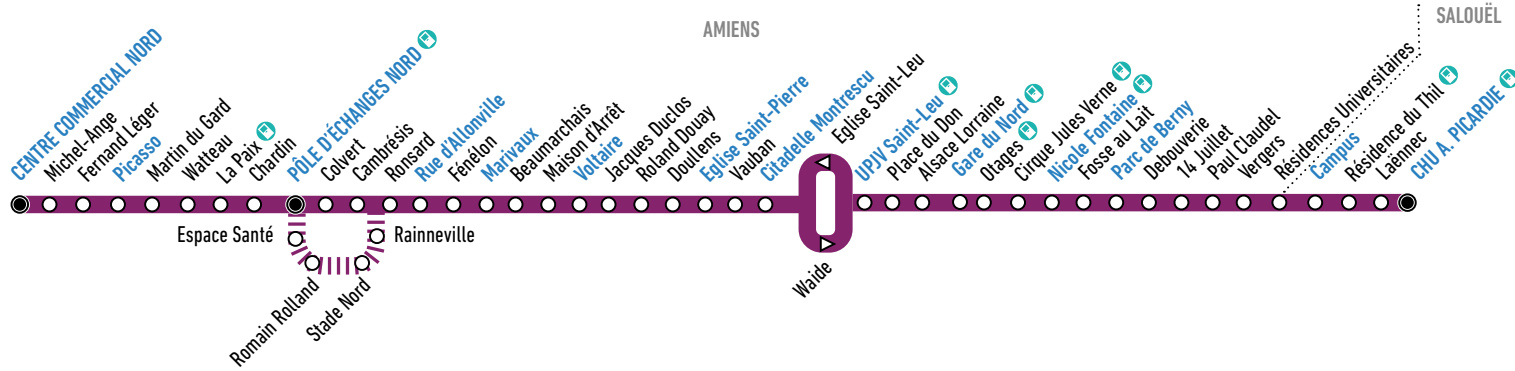 AMIENS
SALOUËL
CENTRE COMMERCIAL NORD
Michel-Ange
Fernand Léger
Picasso
Martin du Gard
Watteau
La Paix
Chardin
PÔLE D'ÉCHANGES NORD
Colvert
Cambrésis
Ronsard
Rue d'Allonville
Fénélon
Marivaux
Beaumarchais
Maison d'Arrêt
Voltaire
Jacques Duclos
Roland Douay
Doullens
Eglise Saint-Pierre
Vauban
Citadelle Montrescu
Eglise Saint-Leu
UPJV Saint-Leu
Place du Don
Alsace Lorraine
Gare du Nord
Otages
Cirque Jules Verne
Nicole Fontaine
Fosse au Lait
Parc de Berny
Debouverie
14 Juillet
Paul Claudel
Vergers
Résidences Universitaires
Campus
Résidence du Thil
Laënnec
CHU A. PICARDIE
Espace Santé
Rainneville
Romain Rolland
Stade Nord
Waide